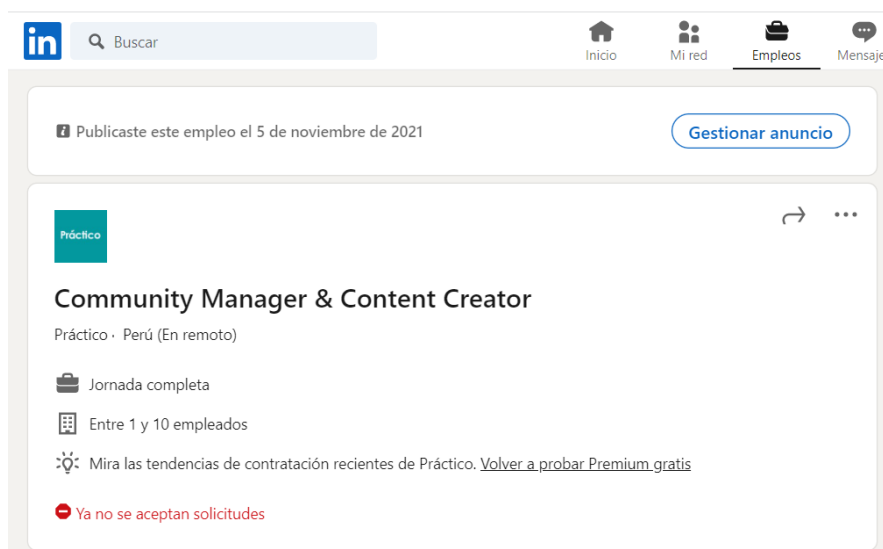 in
Buscar
Inicio
Mi red
Empleos
Mensaje
Publicaste este empleo el 5 de noviembre de 2021
Gestionar anuncio
Práctico
Community Manager & Content Creator
Práctico · Perú (En remoto)
Jornada completa
Entre 1 y 10 empleados
Mira las tendencias de contratación recientes de Práctico. Volver a probar Premium gratis
Ya no se aceptan solicitudes